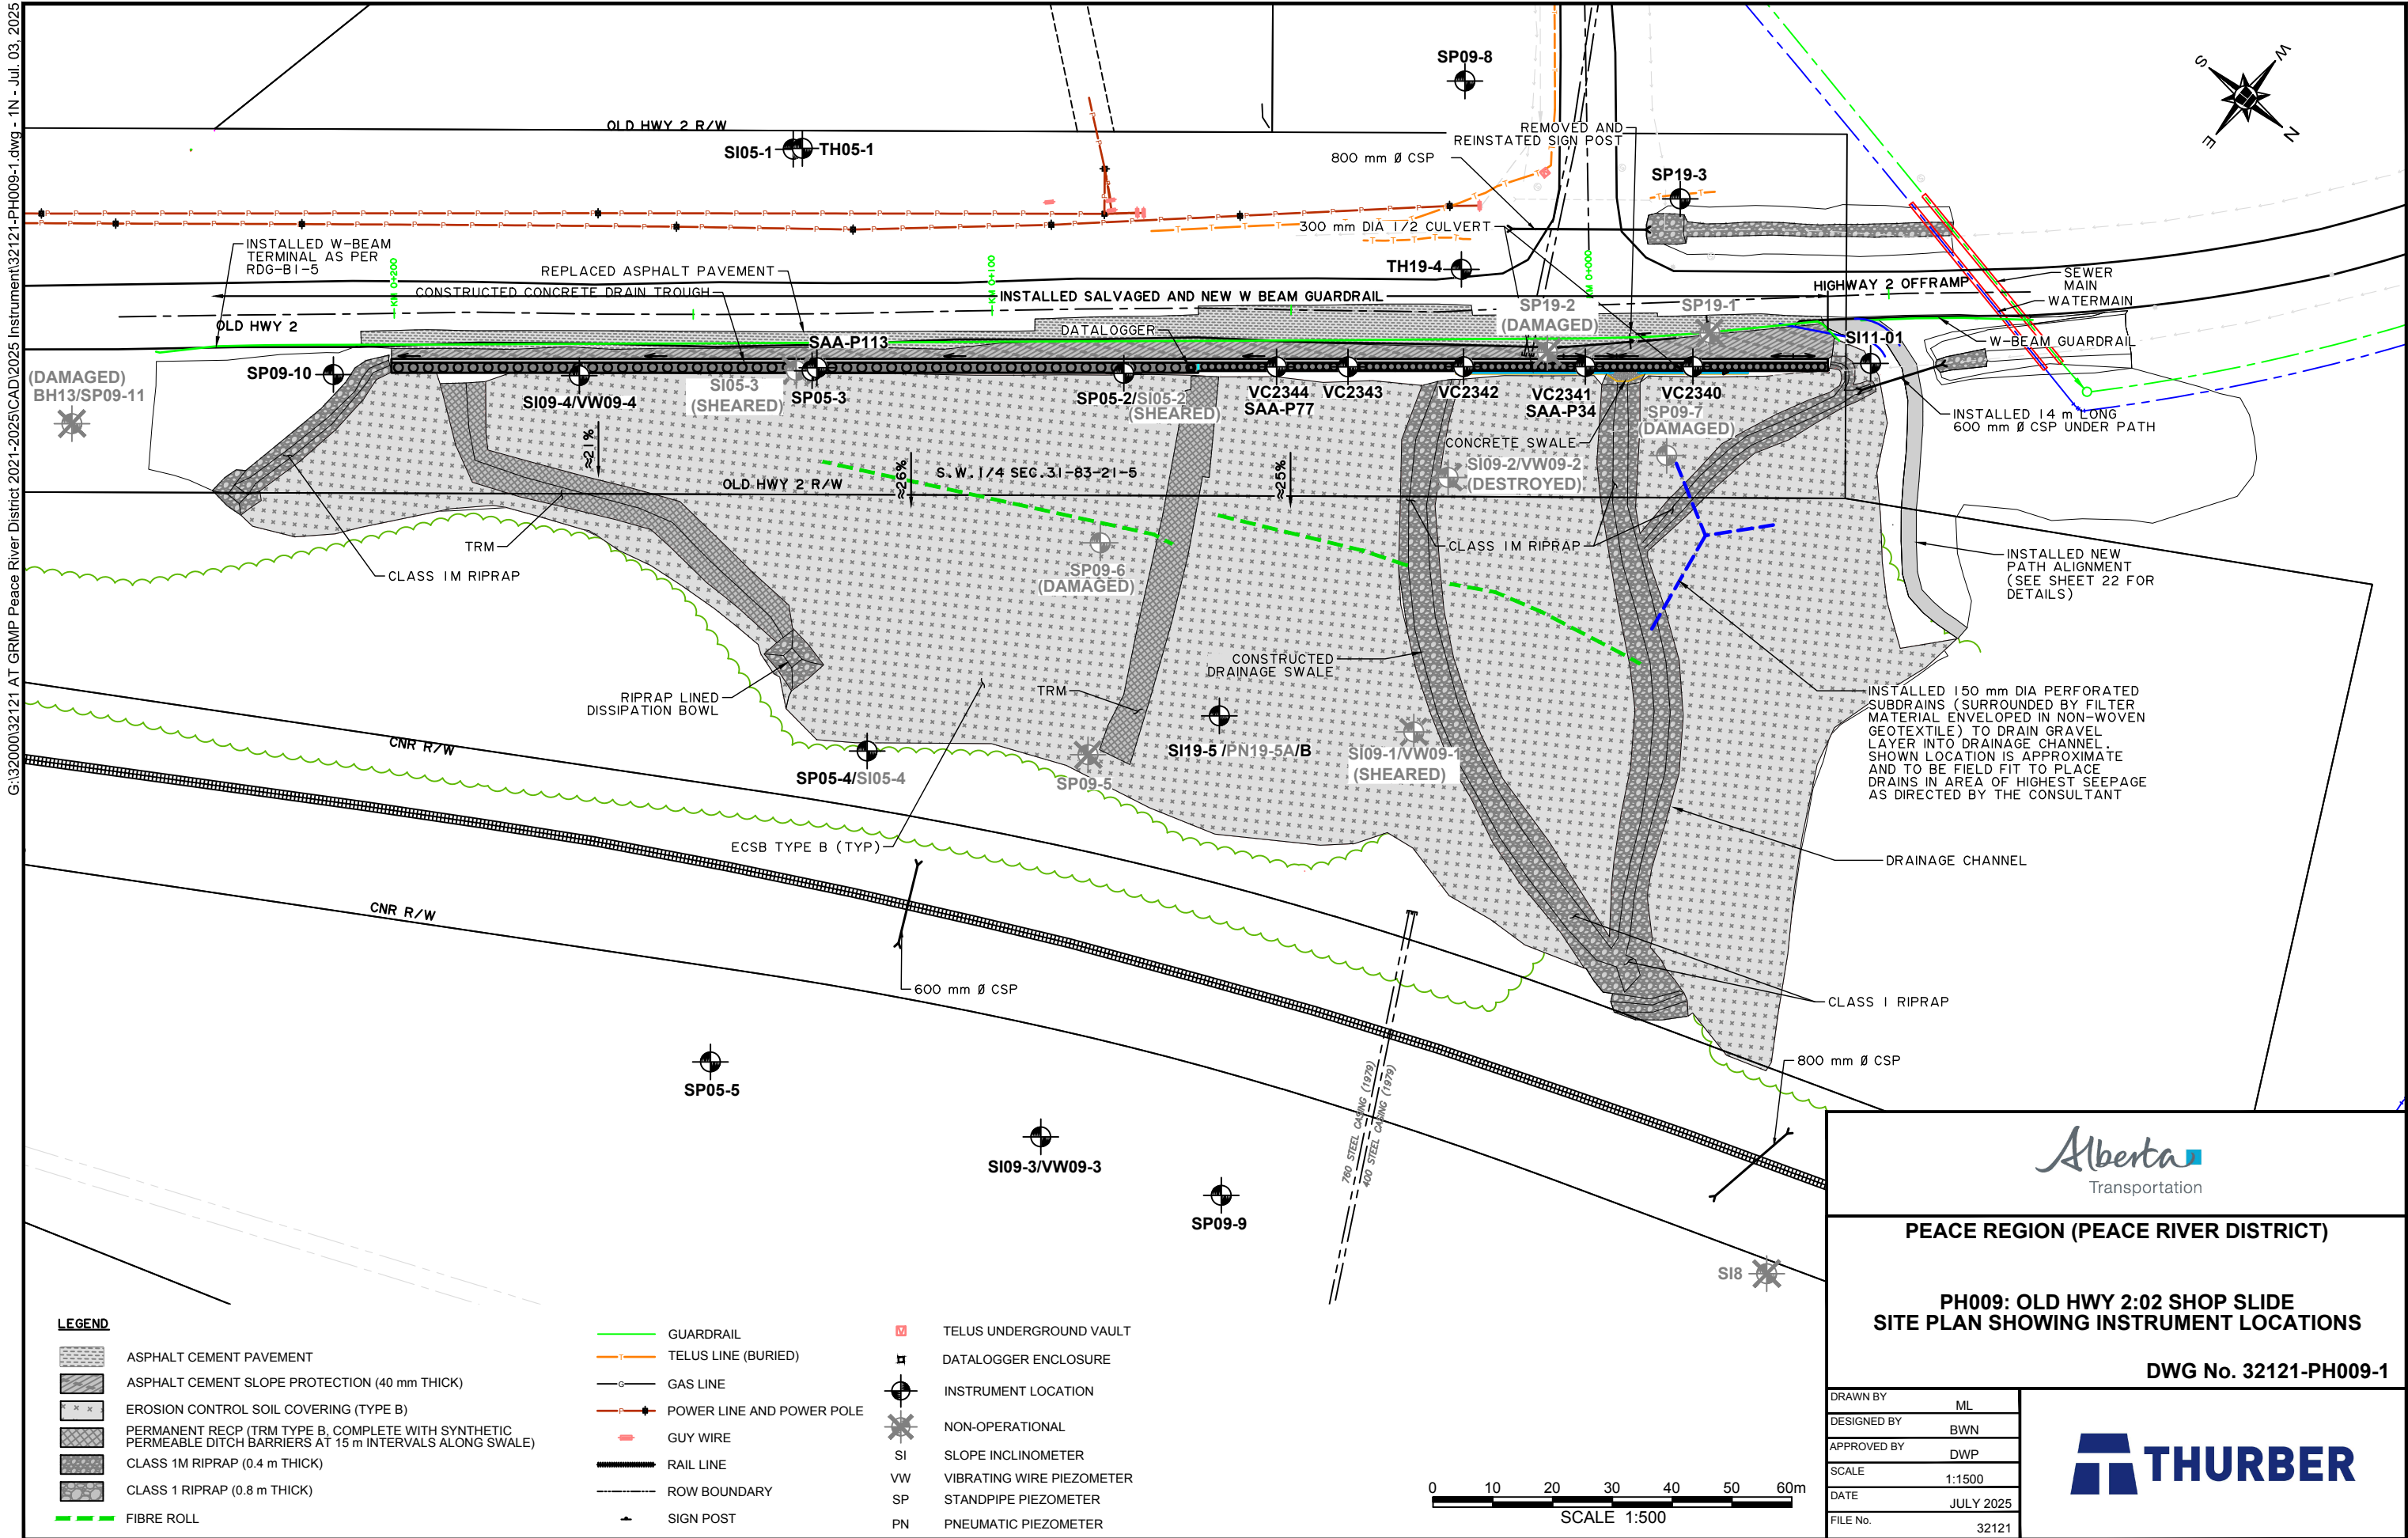 G:\32000\32121 AT GRMP Peace River District 2021-2025\CAD\2025 Instrument\32121-PH009-1.dwg - 1N - Jul. 03, 2025
SP09-8
S
W
E
N
OLD HWY 2 R/W
SI05-1
TH05-1
REMOVED AND
REINSTATED SIGN POST
800 mm Ø CSP
SP19-3
300 mm DIA 1/2 CULVERT
TH19-4
INSTALLED W-BEAM
TERMINAL AS PER
RDG-B1-5
KM 0+200
KM 0+100
KM 0+000
REPLACED ASPHALT PAVEMENT
CONSTRUCTED CONCRETE DRAIN TROUGH
INSTALLED SALVAGED AND NEW W BEAM GUARDRAIL
HIGHWAY 2 OFFRAMP
SEWER
MAIN
WATERMAIN
W-BEAM GUARDRAIL
OLD HWY 2
SAA-P113
DATALOGGER
SP19-2
(DAMAGED)
SP19-1
SI11-01
(DAMAGED)
BH13/SP09-11
SP09-10
SI09-4/VW09-4
SI05-3
(SHEARED)
SP05-3
SP05-2/SI05-2
(SHEARED)
VC2344
SAA-P77
VC2343
VC2342
VC2341
SAA-P34
VC2340
SP09-7
(DAMAGED)
INSTALLED 14 m LONG
600 mm Ø CSP UNDER PATH
≈21%
≈26%
≈25%
S.W. 1/4 SEC.31-83-21-5
OLD HWY 2 R/W
CONCRETE SWALE
SI09-2/VW09-2
(DESTROYED)
TRM
CLASS 1M RIPRAP
SP09-6
(DAMAGED)
CLASS 1M RIPRAP
INSTALLED NEW
PATH ALIGNMENT
(SEE SHEET 22 FOR
DETAILS)
RIPRAP LINED
DISSIPATION BOWL
TRM
CONSTRUCTED
DRAINAGE SWALE
INSTALLED 150 mm DIA PERFORATED
SUBDRAINS (SURROUNDED BY FILTER
MATERIAL ENVELOPED IN NON-WOVEN
GEOTEXTILE) TO DRAIN GRAVEL
LAYER INTO DRAINAGE CHANNEL.
SHOWN LOCATION IS APPROXIMATE
AND TO BE FIELD FIT TO PLACE
DRAINS IN AREA OF HIGHEST SEEPAGE
AS DIRECTED BY THE CONSULTANT
CNR R/W
SP05-4/SI05-4
SP09-5
SI19-5 /PN19-5A/B
SI09-1/VW09-1
(SHEARED)
ECSB TYPE B (TYP)
DRAINAGE CHANNEL
CNR R/W
600 mm Ø CSP
CLASS 1 RIPRAP
800 mm Ø CSP
SP05-5
SI09-3/VW09-3
SP09-9
760 STEEL CASING (1979)
400 STEEL CASING (1979)
SI8
LEGEND
ASPHALT CEMENT PAVEMENT
ASPHALT CEMENT SLOPE PROTECTION (40 mm THICK)
EROSION CONTROL SOIL COVERING (TYPE B)
PERMANENT RECP (TRM TYPE B, COMPLETE WITH SYNTHETIC
PERMEABLE DITCH BARRIERS AT 15 m INTERVALS ALONG SWALE)
CLASS 1M RIPRAP (0.4 m THICK)
CLASS 1 RIPRAP (0.8 m THICK)
FIBRE ROLL
GUARDRAIL
TELUS LINE (BURIED)
GAS LINE
POWER LINE AND POWER POLE
GUY WIRE
RAIL LINE
ROW BOUNDARY
SIGN POST
TELUS UNDERGROUND VAULT
DATALOGGER ENCLOSURE
INSTRUMENT LOCATION
NON-OPERATIONAL
SI SLOPE INCLINOMETER
VW VIBRATING WIRE PIEZOMETER
SP STANDPIPE PIEZOMETER
PN PNEUMATIC PIEZOMETER
0 10 20 30 40 50 60m
SCALE 1:500
Alberta
Transportation
PEACE REGION (PEACE RIVER DISTRICT)
PH009: OLD HWY 2:02 SHOP SLIDE
SITE PLAN SHOWING INSTRUMENT LOCATIONS
DWG No. 32121-PH009-1
DRAWN BY ML
DESIGNED BY BWN
APPROVED BY DWP
SCALE 1:1500
DATE JULY 2025
FILE No. 32121
THURBER